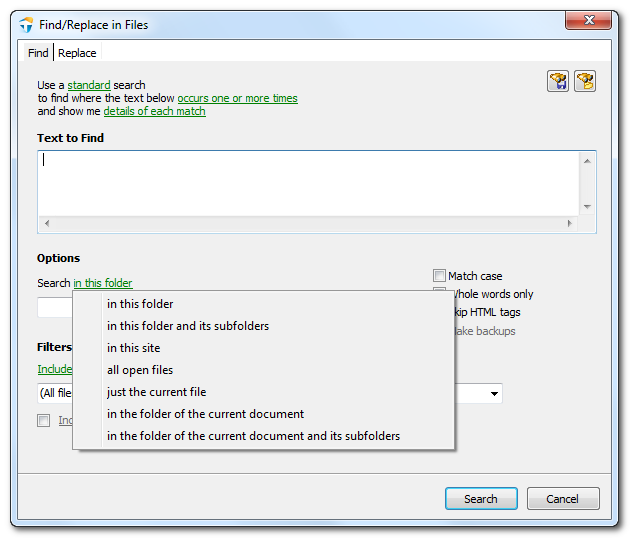 Find/Replace in Files
Find Replace
Use a standard search
to find where the text below occurs one or more times
and show me details of each match
Text to Find
Options
Search in this folder
Match case
in this folder
Whole words only
in this folder and its subfolders
Skip HTML tags
in this site
Make backups
Filters
all open files
Include
just the current file
(All file
in the folder of the current document
in the folder of the current document and its subfolders
Search Cancel